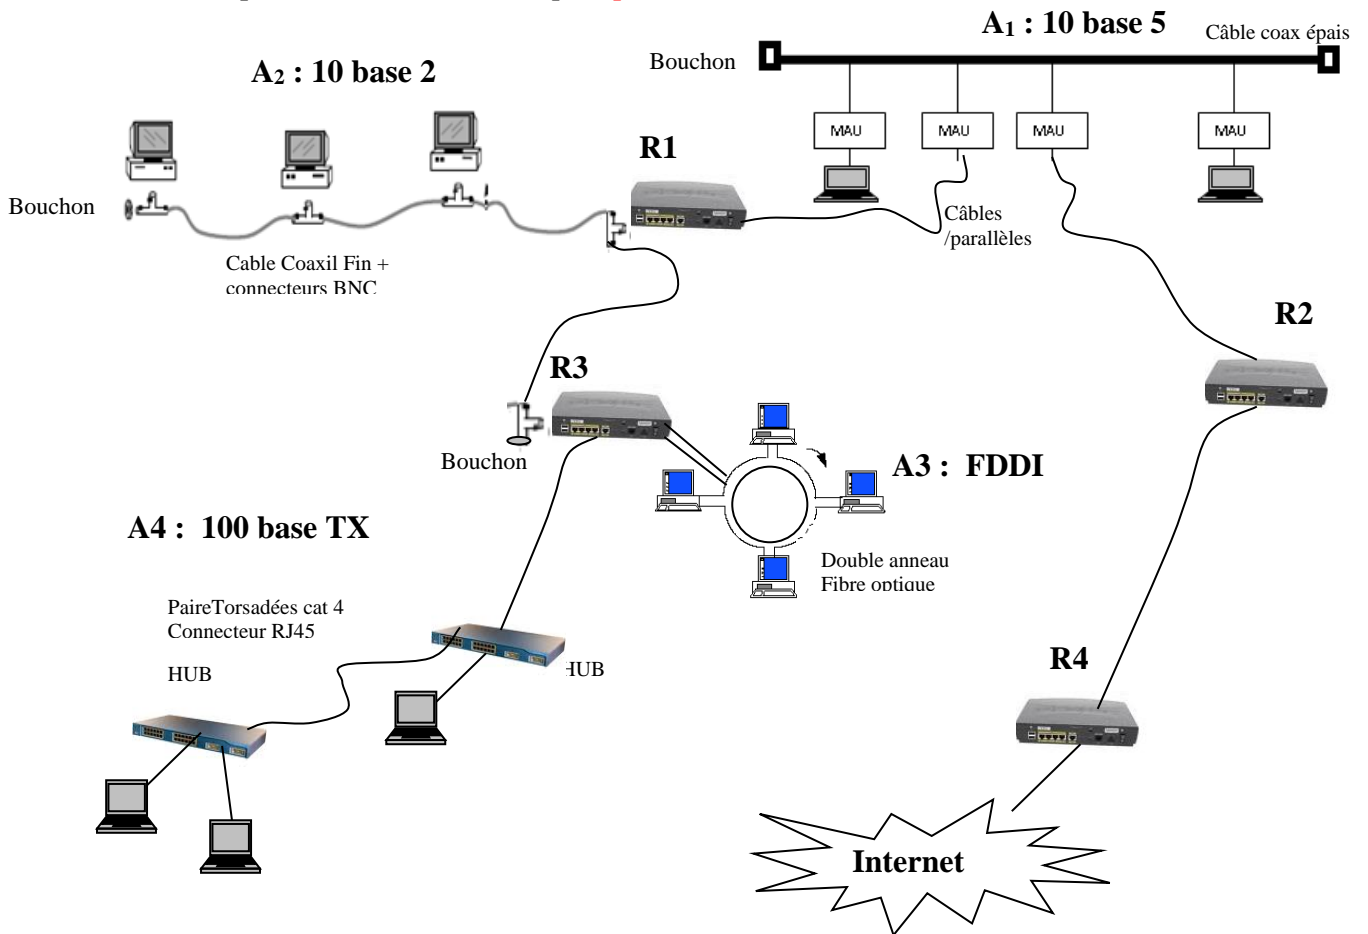 A1 : 10 base 5
Câble coax épais
Bouchon
A2 : 10 base 2
MAU
MAU
MAU
MAU
R1
Bouchon
Câbles
/parallèles
Cable Coaxil Fin +
connecteurs BNC
R2
R3
Bouchon
A3 : FDDI
A4 : 100 base TX
Double anneau
Fibre optique
PaireTorsadées cat 4
Connecteur RJ45
HUB
HUB
R4
Internet